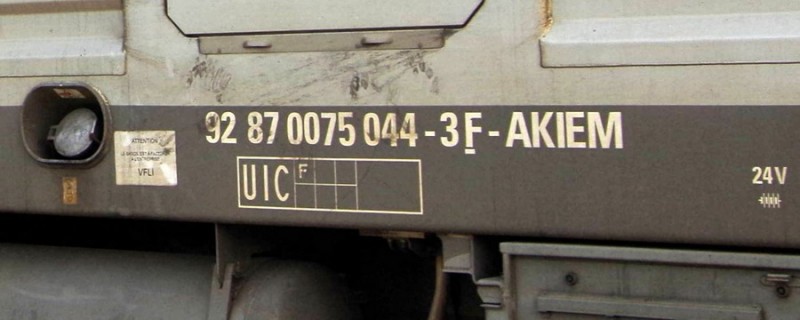 92 87 0075 044-3 F-AKIEM
UIC F
ATTENTION
VFLI
24V